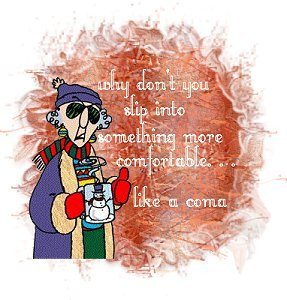 why don't you
slip into
something more
comfortable. . . .
like a coma